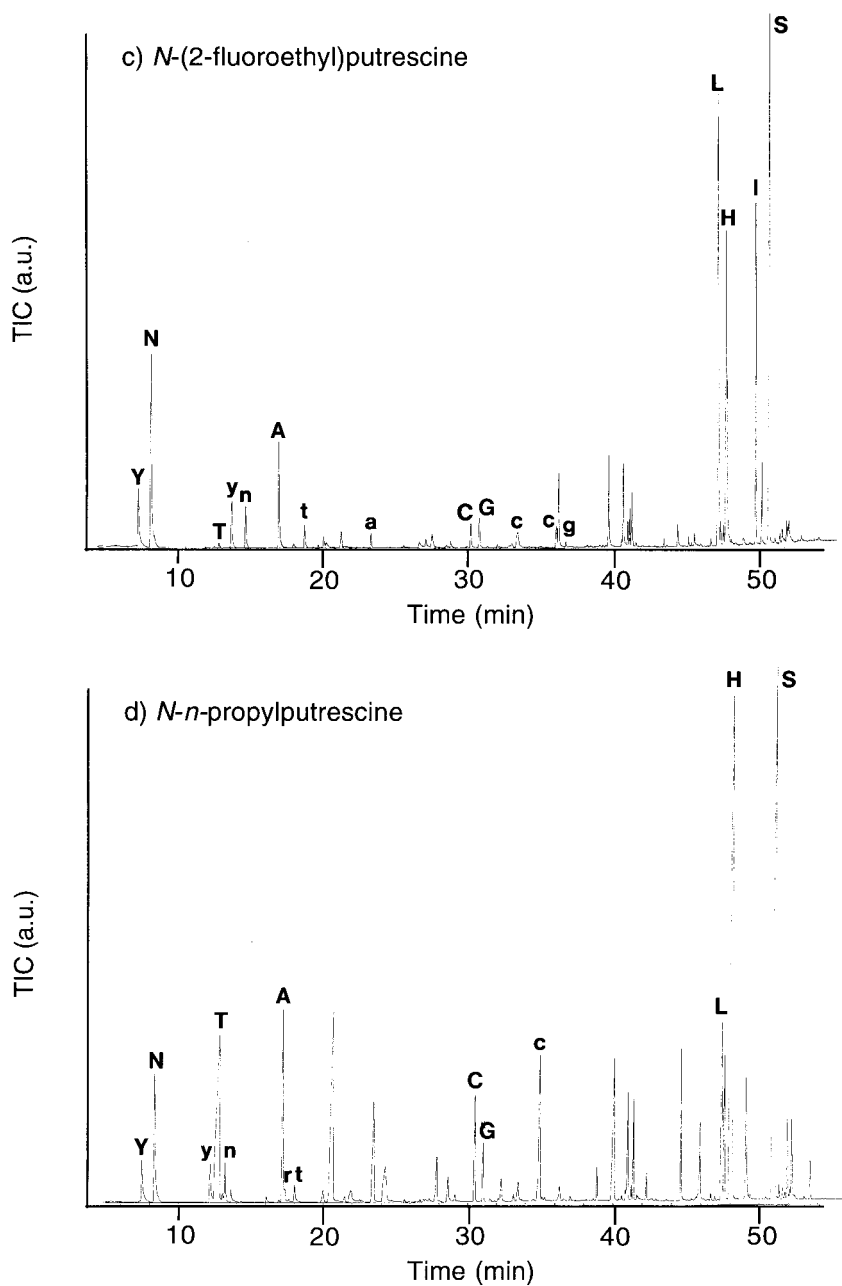 c) N-(2-fluoroethyl)putrescine
S
L
I
H
N
A
Y
y n
T
t
a
C G
c
c g
TIC (a.u.)
10 20 30 40 50
Time (min)
d) N-n-propylputrescine
H S
A
T
L
N
c
C
G
Y
y n
r t
TIC (a.u.)
10 20 30 40 50
Time (min)